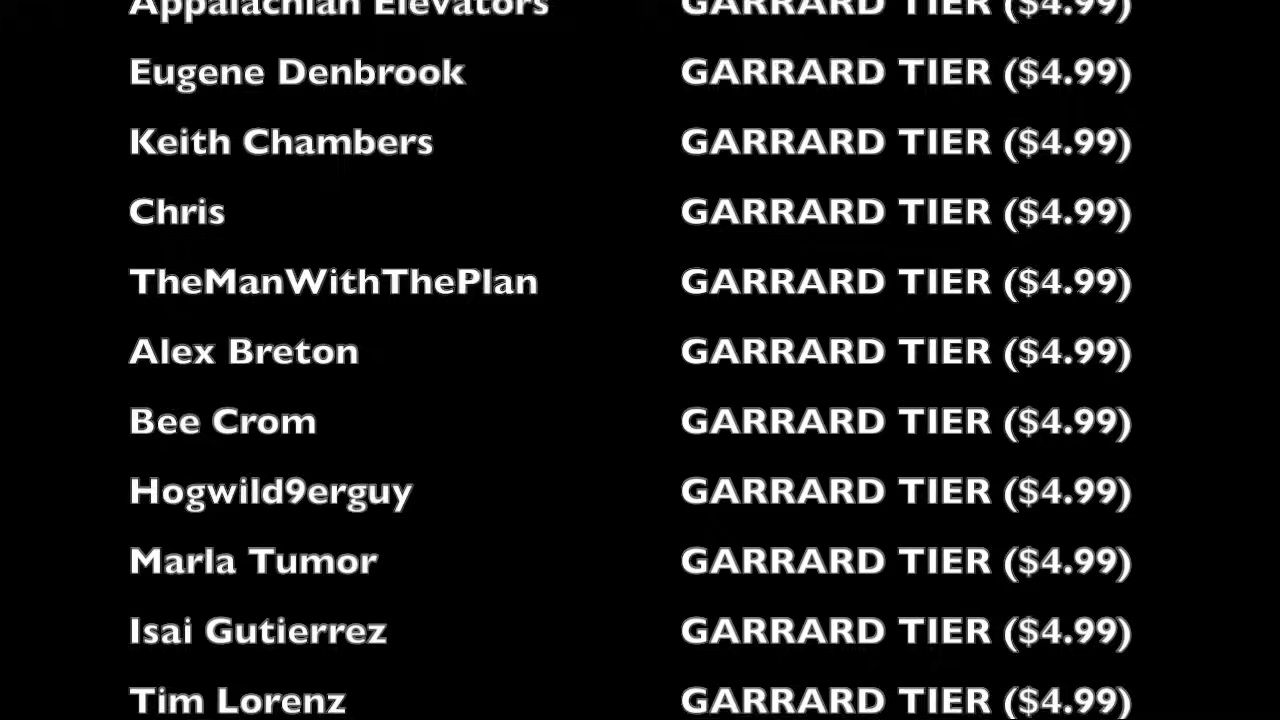 Appalachian Elevators GARRARD TIER ($4.99)
Eugene Denbrook GARRARD TIER ($4.99)
Keith Chambers GARRARD TIER ($4.99)
Chris GARRARD TIER ($4.99)
TheManWithThePlan GARRARD TIER ($4.99)
Alex Breton GARRARD TIER ($4.99)
Bee Crom GARRARD TIER ($4.99)
Hogwild9erguy GARRARD TIER ($4.99)
Marla Tumor GARRARD TIER ($4.99)
Isai Gutierrez GARRARD TIER ($4.99)
Tim Lorenz GARRARD TIER ($4.99)